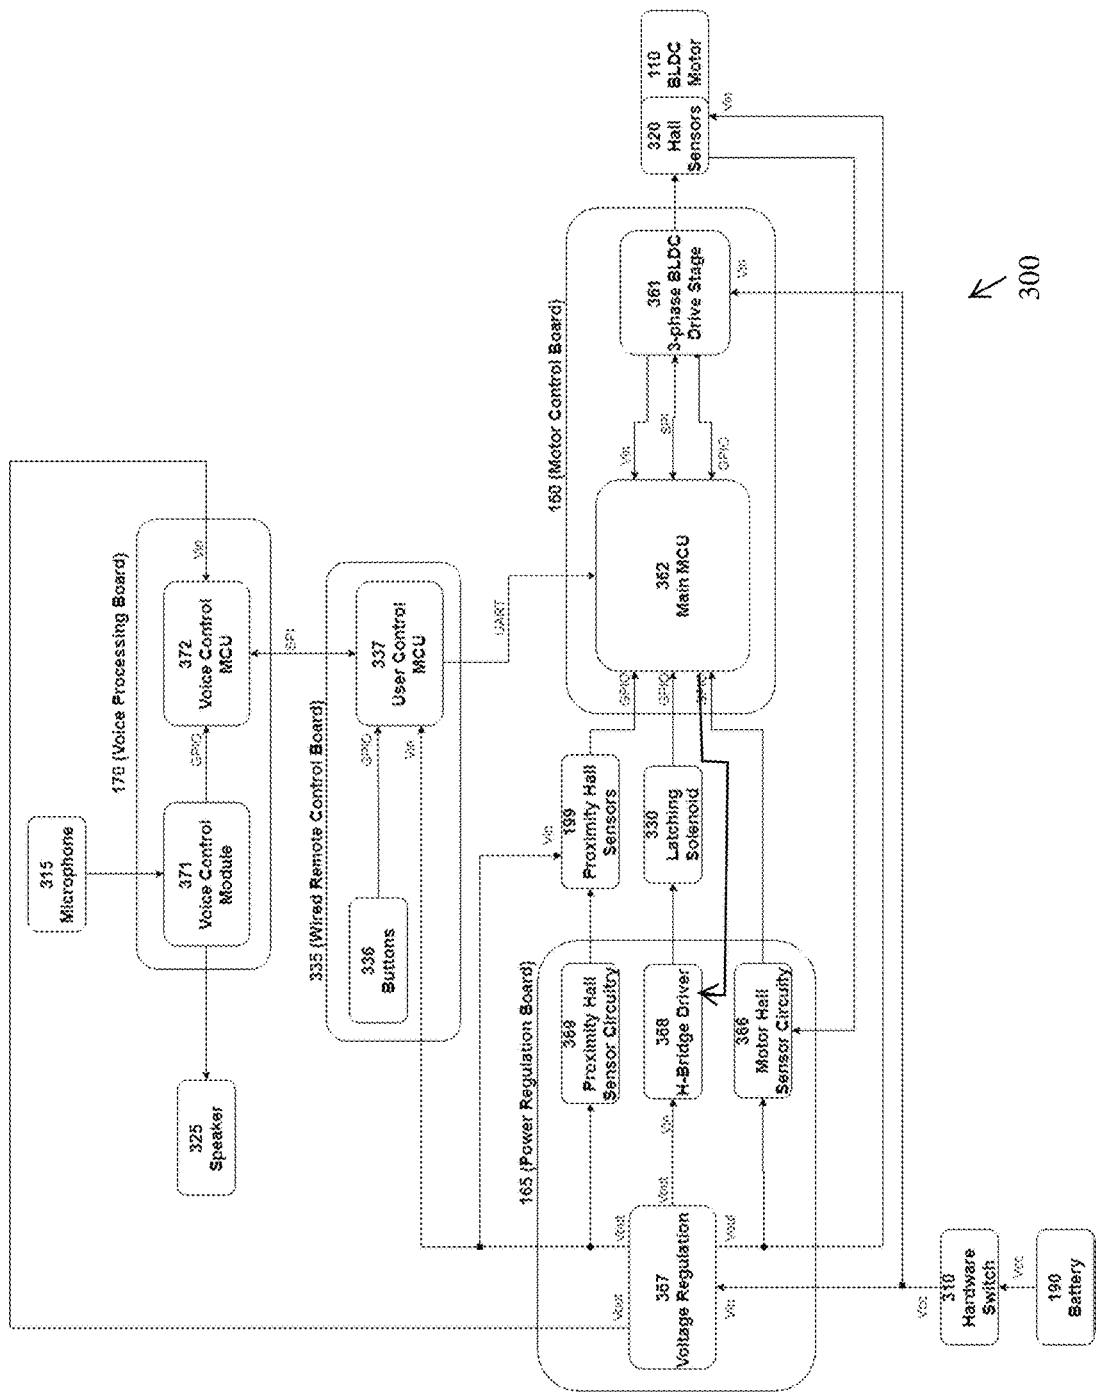 315
Microphone
170 (Voice Processing Board)
371
Voice Control
Module
GPIO
372
Voice Control
MCU
Vin
325
Speaker
SPI
335 (Wired Remote Control Board)
336
Buttons
GPIO
Vin
337
User Control
MCU
UART
165 (Power Regulation Board)
Vout
Vout
Vout
Vout
367
Voltage Regulation
Vin
Vin
369
Proximity Hall
Sensor Circuitry
368
H-Bridge Driver
366
Motor Hall
Sensor Circuity
Vin
199
Proximity Hall
Sensors
330
Latching
Solenoid
160 (Motor Control Board)
GPIO
GPIO
GPIO
362
Main MCU
Vin
SPI
GPIO
361
3-phase BLDC
Drive Stage
Vin
320
Hall
Sensors
110
BLDC
Motor
Vin
310
Hardware
Switch
Vcc
Vcc
190
Battery
300